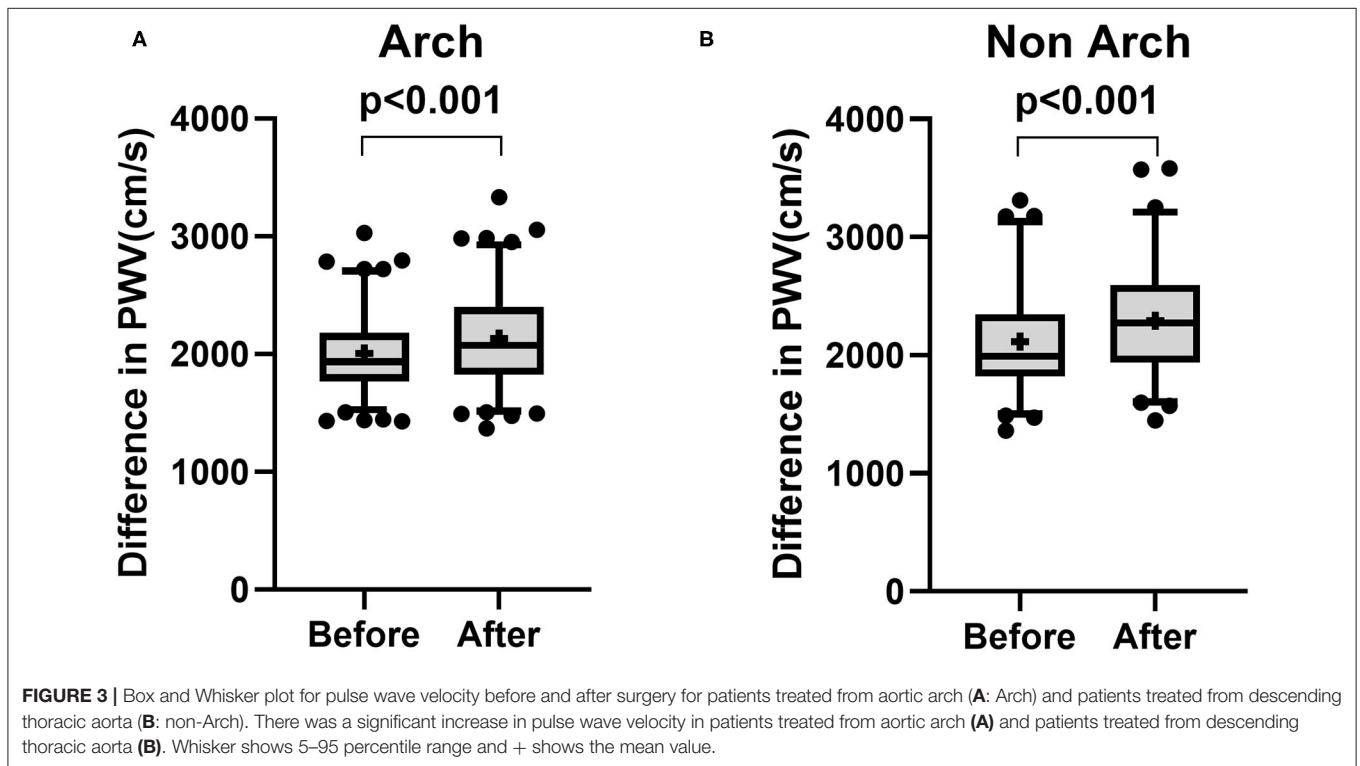 A
Arch
p<0.001
Difference in PWV(cm/s)
4000
3000
2000
1000
0
Before After
B
Non Arch
p<0.001
Difference in PWV(cm/s)
4000
3000
2000
1000
0
Before After
FIGURE 3 | Box and Whisker plot for pulse wave velocity before and after surgery for patients treated from aortic arch (A: Arch) and patients treated from descending
thoracic aorta (B: non-Arch). There was a significant increase in pulse wave velocity in patients treated from aortic arch (A) and patients treated from descending
thoracic aorta (B). Whisker shows 5–95 percentile range and + shows the mean value.